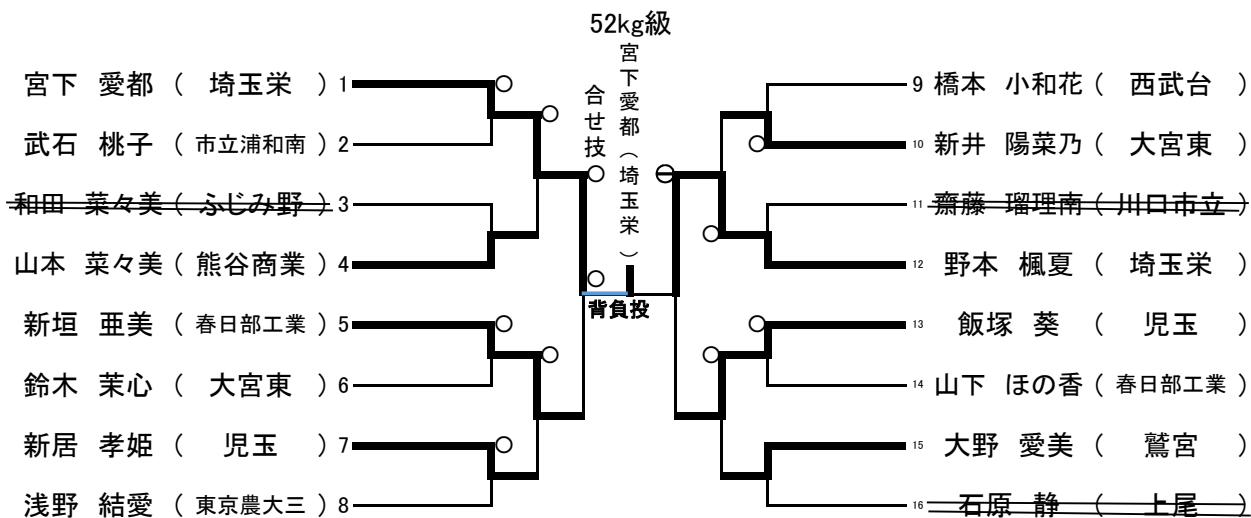 52kg級
宮下愛都（埼玉栄）
合せ技
背負投
宮下 愛都 （ 埼玉栄 ） 1
武石 桃子 （ 市立浦和南 ） 2
和田 菜々美 （ ふじみ野 ） 3
山本 菜々美 （ 熊谷商業 ） 4
新垣 亜美 （ 春日部工業 ） 5
鈴木 茉心 （ 大宮東 ） 6
新居 孝姫 （ 児玉 ） 7
浅野 結愛 （ 東京農大三 ） 8
9 橋本 小和花 （ 西武台 ）
10 新井 陽菜乃 （ 大宮東 ）
11 齋藤 瑠理南 （ 川口市立 ）
12 野本 楓夏 （ 埼玉栄 ）
13 飯塚 葵 （ 児玉 ）
14 山下 ほの香 （ 春日部工業 ）
15 大野 愛美 （ 鷲宮 ）
16 石原 静 （ 上尾 ）